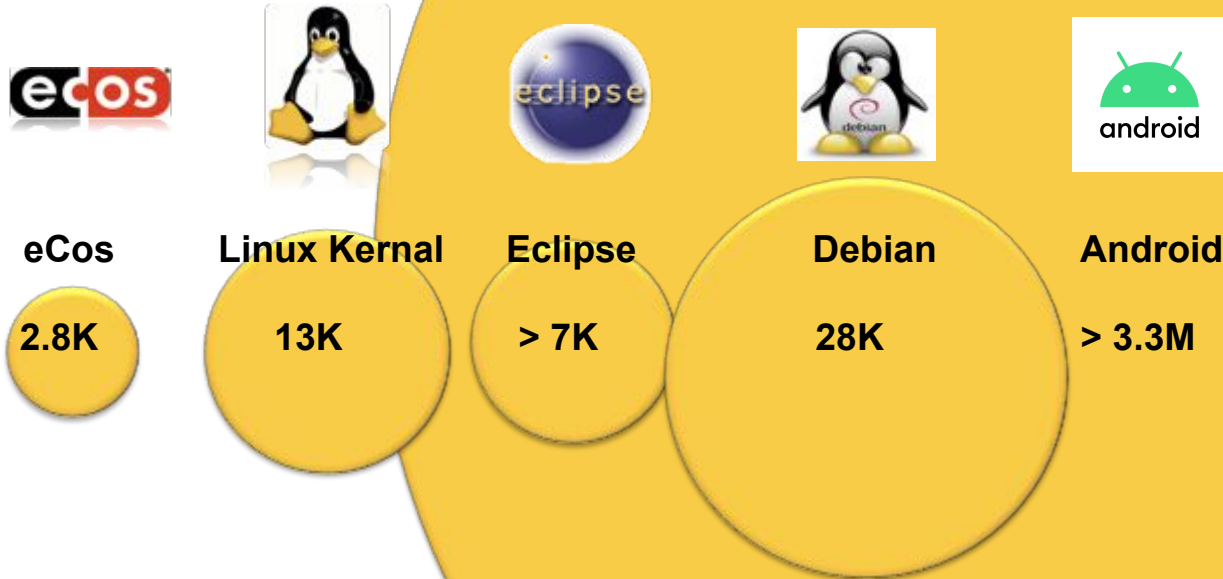 ecos
eclipse
debian
android
eCos
Linux Kernal
Eclipse
Debian
Android
2.8K
13K
> 7K
28K
> 3.3M